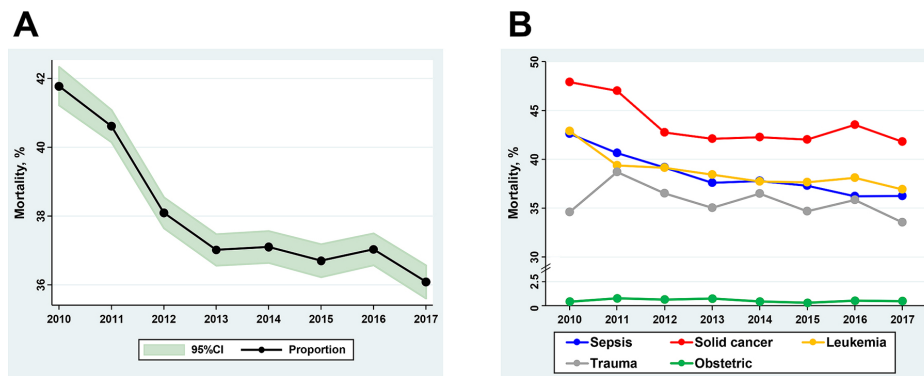 A
Mortality, %
42
40
38
36
2010 2011 2012 2013 2014 2015 2016 2017
95%CI Proportion
B
Mortality, %
50
45
40
35
30
2.5
0
2010 2011 2012 2013 2014 2015 2016 2017
Sepsis Solid cancer Leukemia
Trauma Obstetric